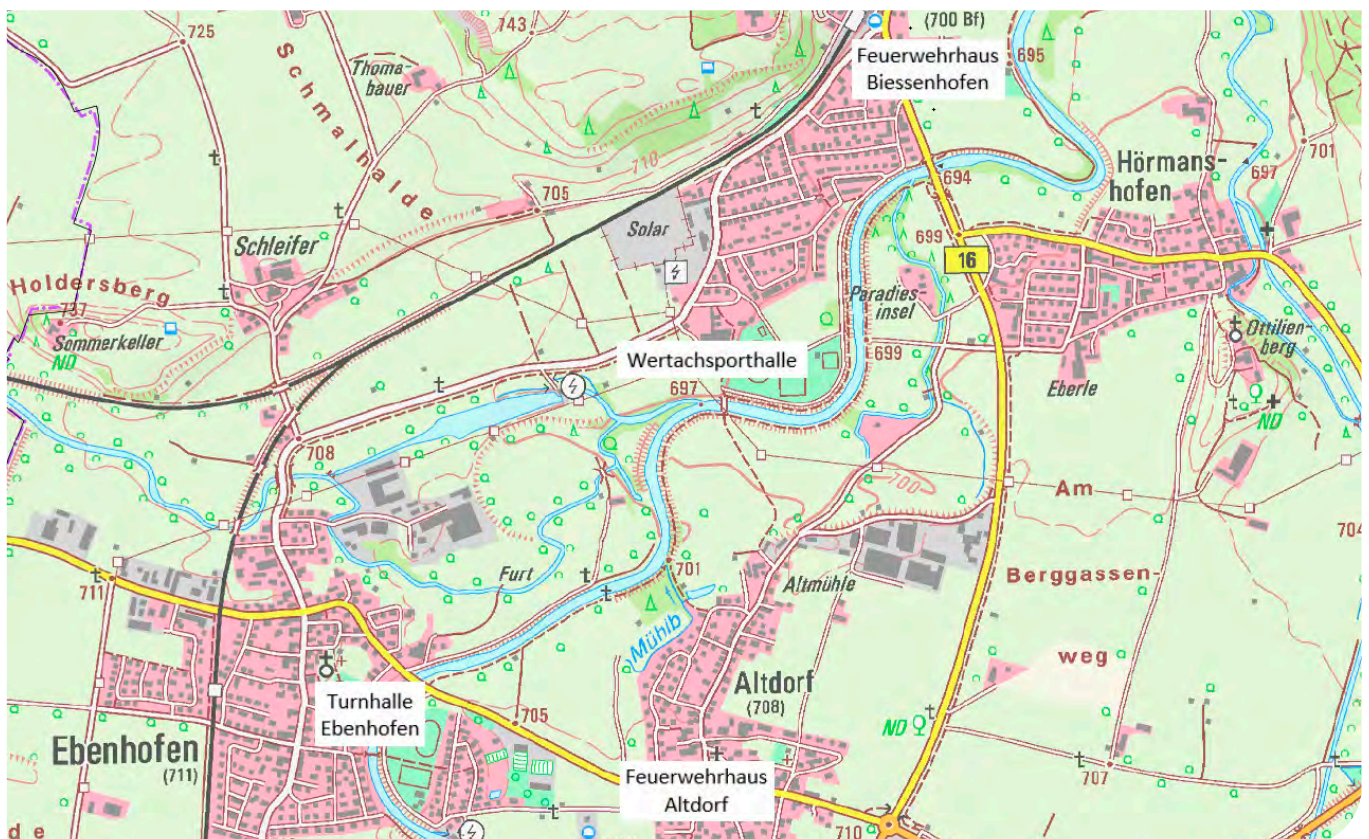 (700 Bf)
725
743
Feuerwehrhaus
Biessenhofen
695
Schmalhalde
Thoma-
bauer
710
Hörmans-
hofen
701
694
697
705
Solar
699
16
Schleifer
Holdersberg
737
Sommerkeller
ND
Paradies-
insel
699
Ottilien-
berg
Wertachsporthalle
697
Eberle
ND
708
700
Am
704
701
Furt
Altmühle
Berggassen-
711
Mühlb
weg
Altdorf
(708)
Turnhalle
Ebenhofen
705
ND
Ebenhofen
(711)
707
Feuerwehrhaus
Altdorf
710
de